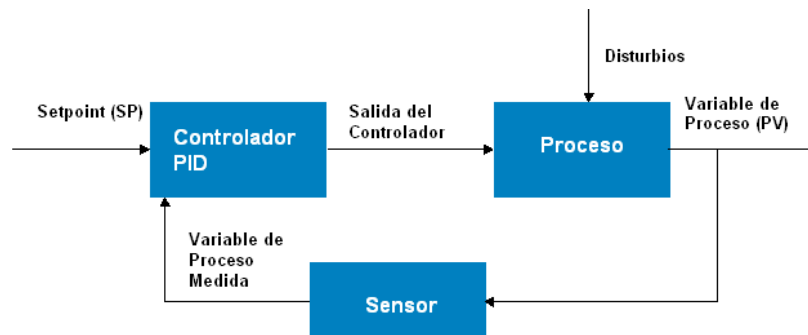 Disturbios
Setpoint (SP)
Controlador
PID
Salida del
Controlador
Proceso
Variable de
Proceso (PV)
Variable de
Proceso
Medida
Sensor